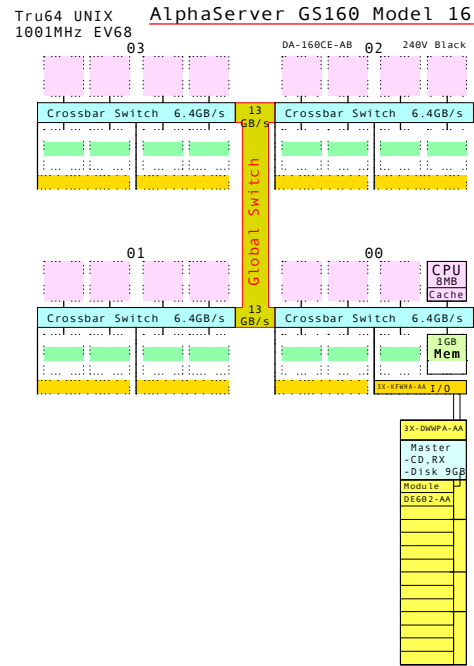 Tru64 UNIX
1001MHz EV68
AlphaServer GS160 Model 16
03
DA-160CE-AB 02 240V Black
Crossbar Switch 6.4GB/s
13
GB/s
Crossbar Switch 6.4GB/s
Global Switch
01
00
CPU
8MB
Cache
Crossbar Switch 6.4GB/s
13
GB/s
Crossbar Switch 6.4GB/s
1GB
Mem
3X-KFWHA-AA I/O
3X-DWWPA-AA
Master
-CD,RX
-Disk 9GB
Module
DE602-AA